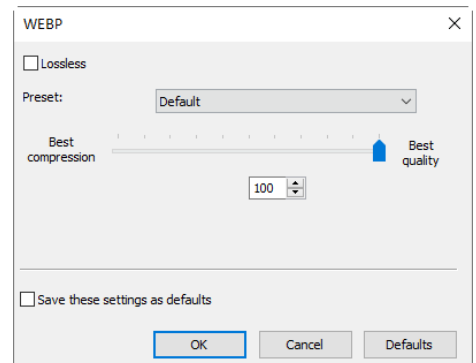 WEBP
Lossless
Preset:
Default
Best
compression
Best
quality
100
Save these settings as defaults
OK
Cancel
Defaults